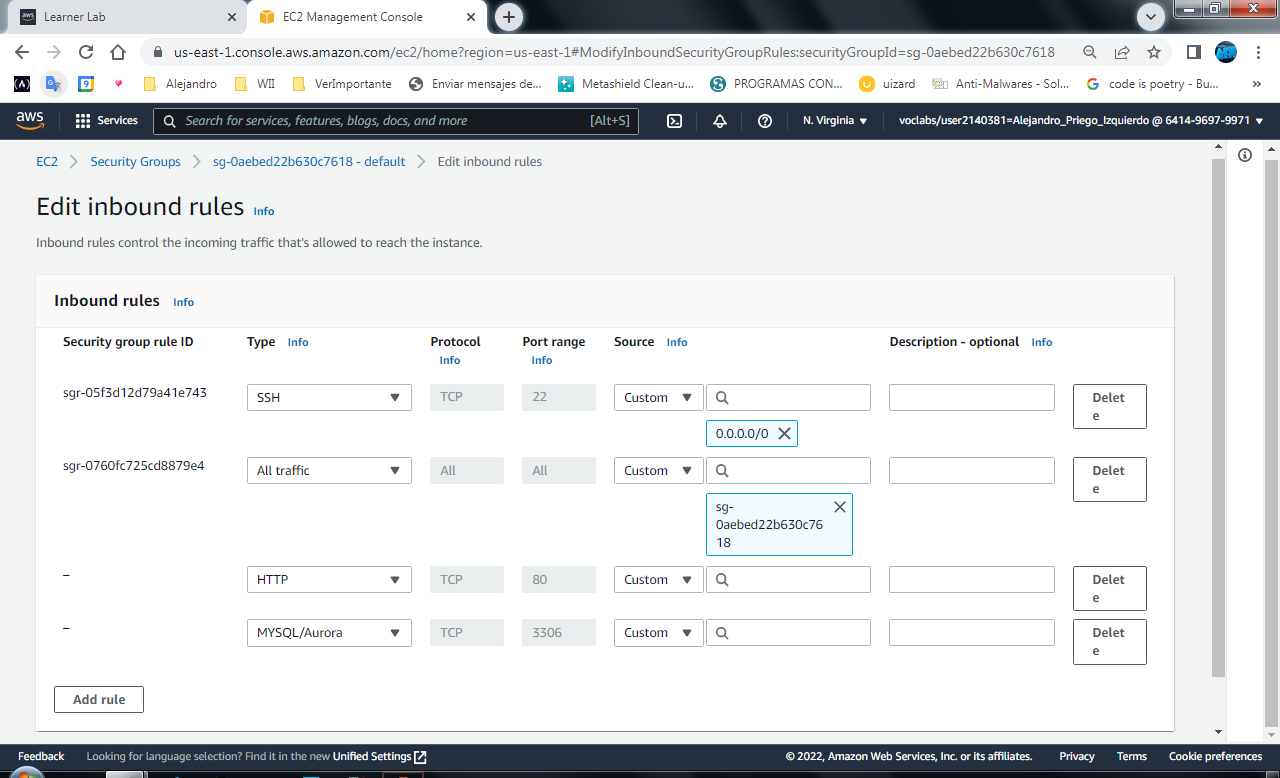 Learner Lab
EC2 Management Console
us-east-1.console.aws.amazon.com/ec2/home?region=us-east-1#ModifyInboundSecurityGroupRules:securityGroupId=sg-0aebed22b630c7618
Alejandro
WII
VerImportante
Enviar mensajes de...
Metashield Clean-u...
PROGRAMAS CON...
uizard
Anti-Malwares - Sol...
code is poetry - Bu...
»
aws
Services
Search for services, features, blogs, docs, and more
[Alt+S]
N. Virginia
voclabs/user2140381=Alejandro_Priego_Izquierdo @ 6414-9697-9971
EC2
Security Groups
sg-0aebed22b630c7618 - default
Edit inbound rules
Edit inbound rules Info
Inbound rules control the incoming traffic that's allowed to reach the instance.
Inbound rules Info
Security group rule ID
Type Info
Protocol
Info
Port range
Info
Source Info
Description - optional Info
sgr-05f3d12d79a41e743
SSH
TCP
22
Custom
0.0.0.0/0
Delet
e
sgr-0760fc725cd8879e4
All traffic
All
All
Custom
sg-
0aebed22b630c76
18
Delet
e
–
HTTP
TCP
80
Custom
Delet
e
–
MYSQL/Aurora
TCP
3306
Custom
Delet
e
Add rule
Feedback
Looking for language selection? Find it in the new Unified Settings
© 2022, Amazon Web Services, Inc. or its affiliates.
Privacy
Terms
Cookie preferences